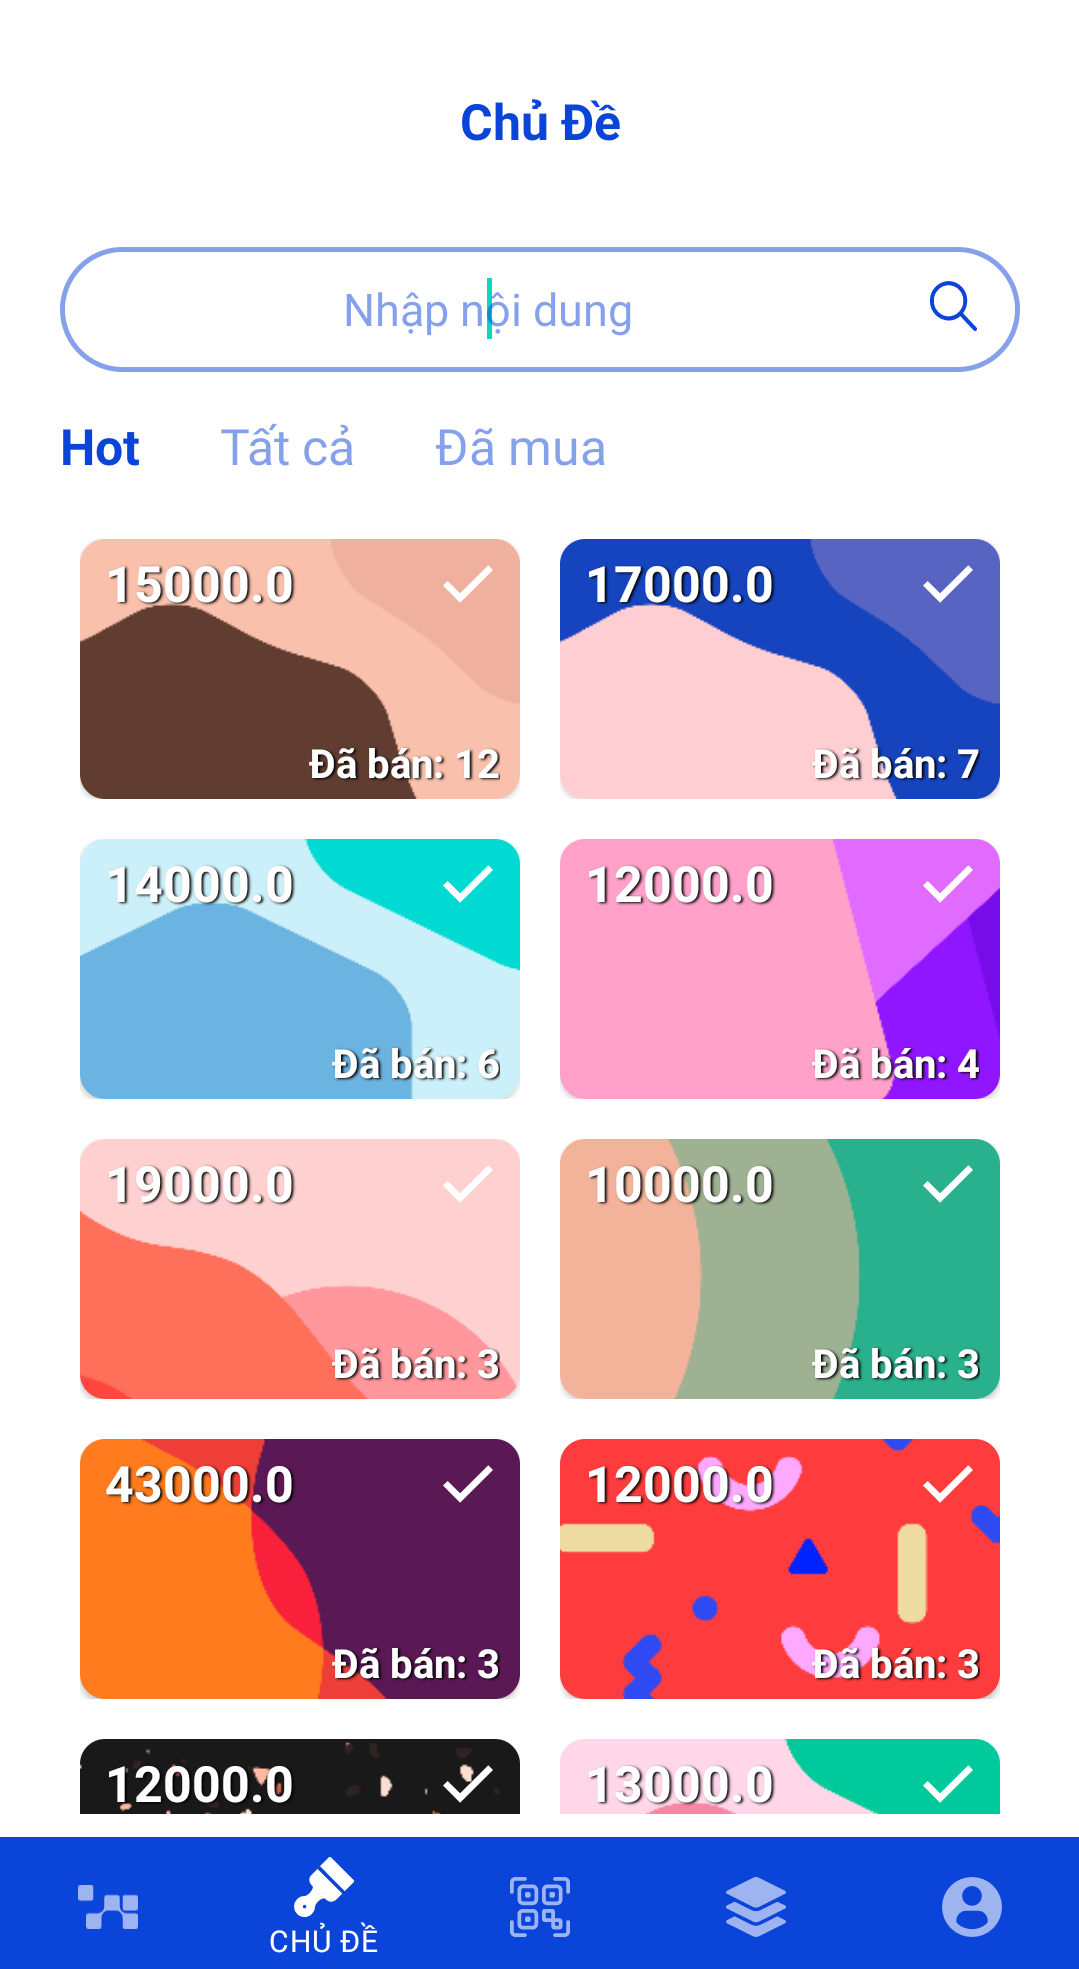 Chủ Đề
Nhập nội dung
Hot Tất cả Đã mua
15000.0
Đã bán: 12
17000.0
Đã bán: 7
14000.0
Đã bán: 6
12000.0
Đã bán: 4
19000.0
Đã bán: 3
10000.0
Đã bán: 3
43000.0
Đã bán: 3
12000.0
Đã bán: 3
12000.0
13000.0
CHỦ ĐỀ